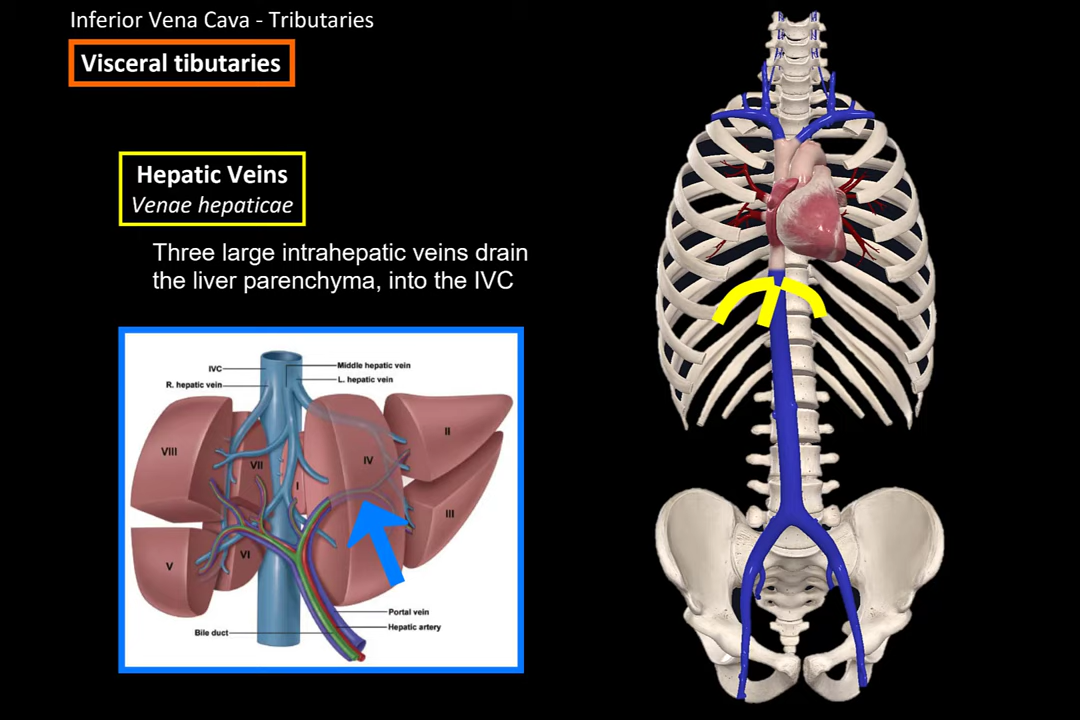 Inferior Vena Cava - Tributaries
Visceral tibutaries
Hepatic Veins
Venae hepaticae
Three large intrahepatic veins drain
the liver parenchyma, into the IVC
IVC
Middle hepatic vein
R. hepatic vein
L. hepatic vein
II
VIII
IV
VII
I
III
VI
V
Portal vein
Hepatic artery
Bile duct